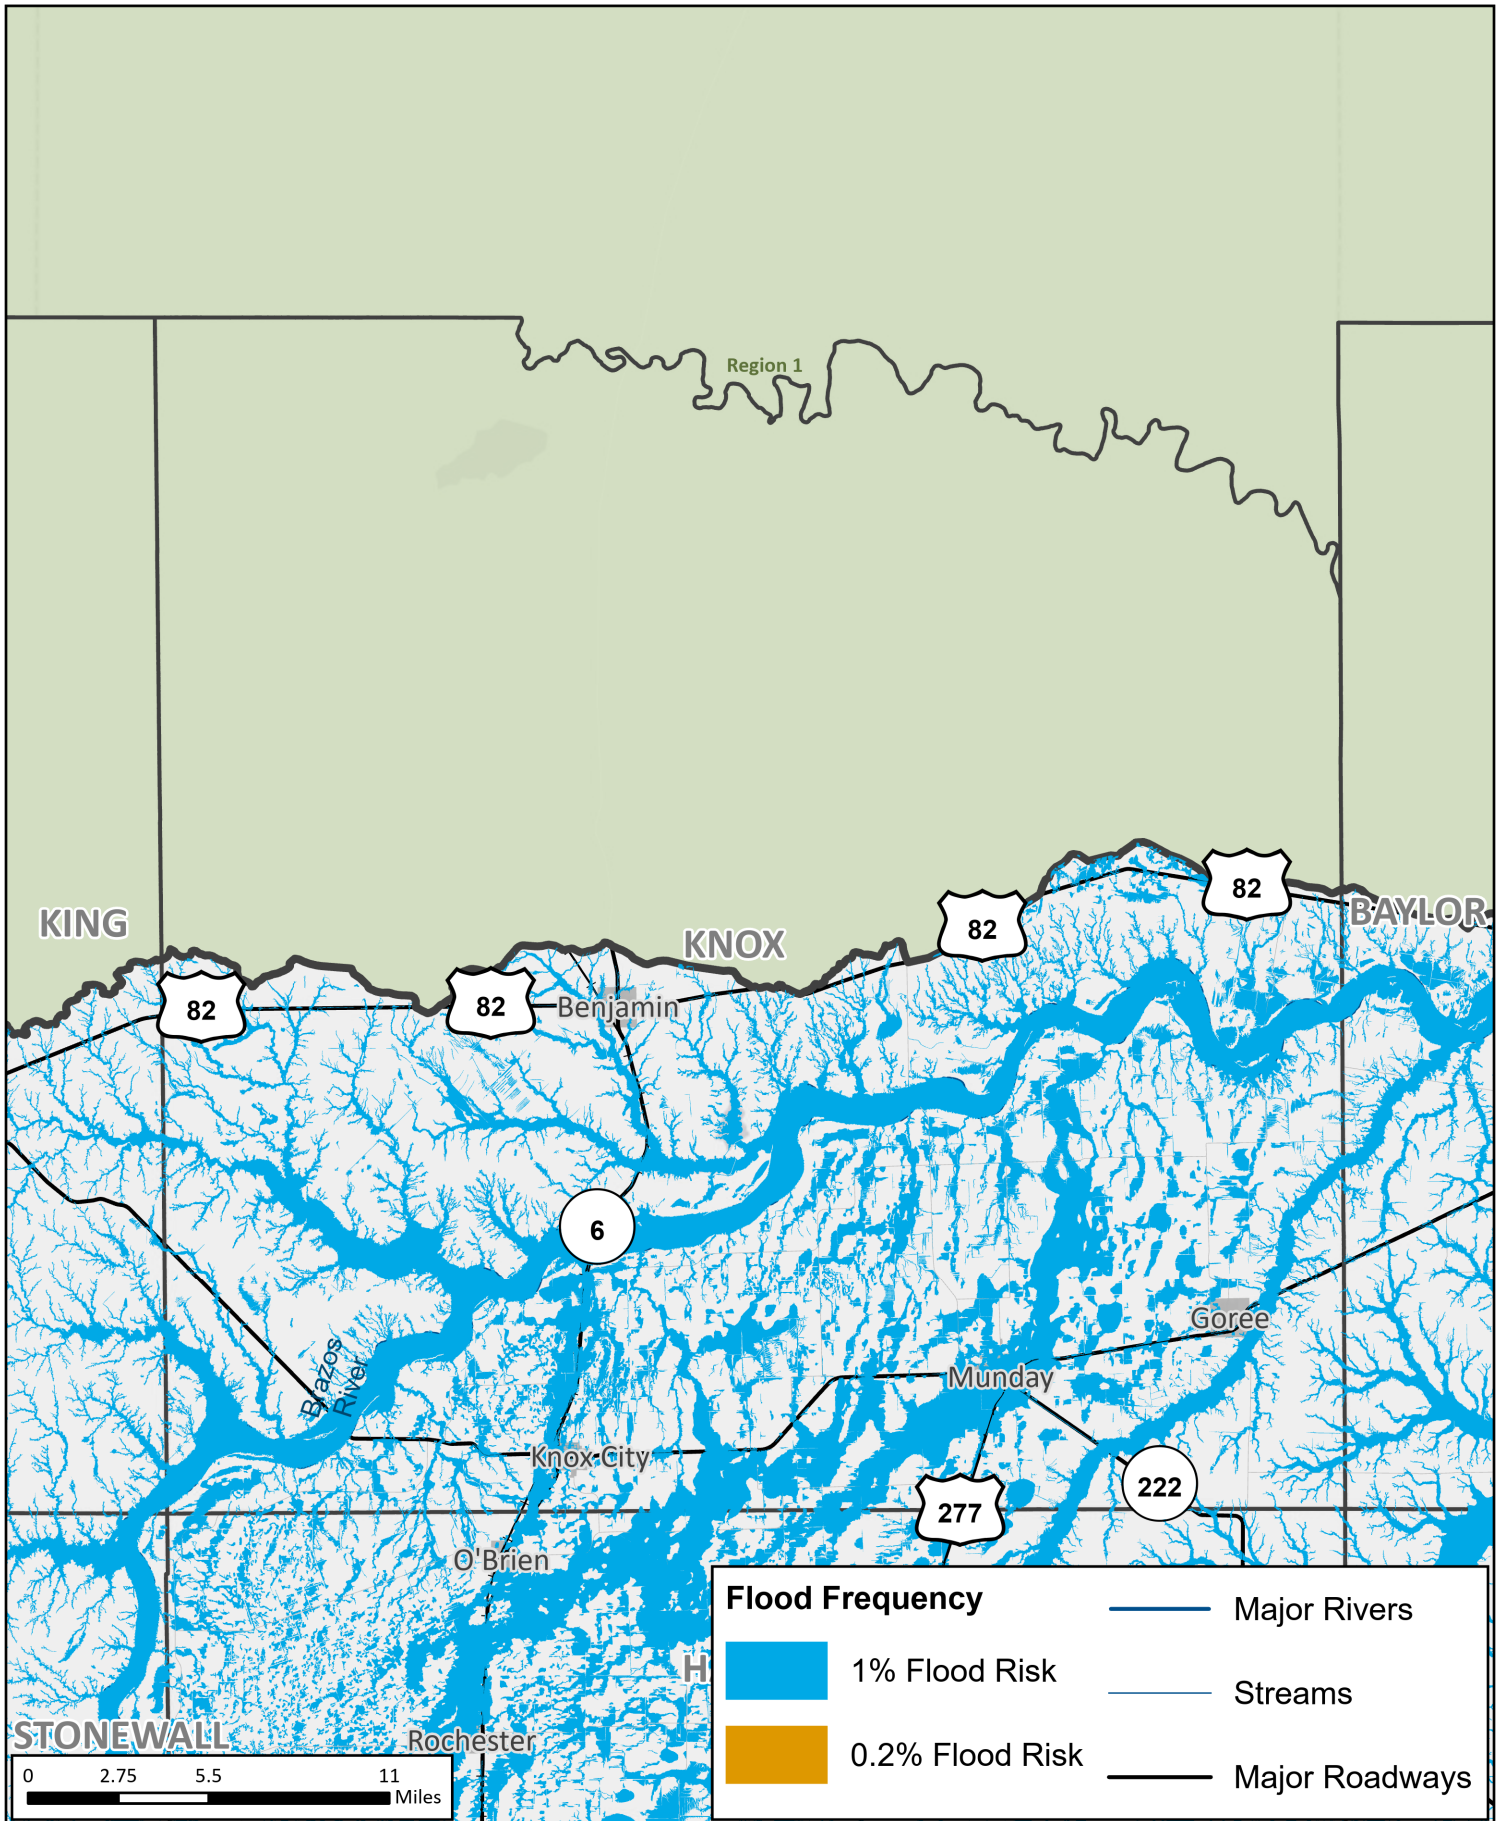 Region 1
KING
KNOX
BAYLOR
82
82
82
82
Benjamin
6
Brazos
River
Goree
Munday
Knox City
277
222
O'Brien
H
STONEWALL
Rochester
0 2.75 5.5 11
Miles
Flood Frequency
1% Flood Risk
0.2% Flood Risk
Major Rivers
Streams
Major Roadways